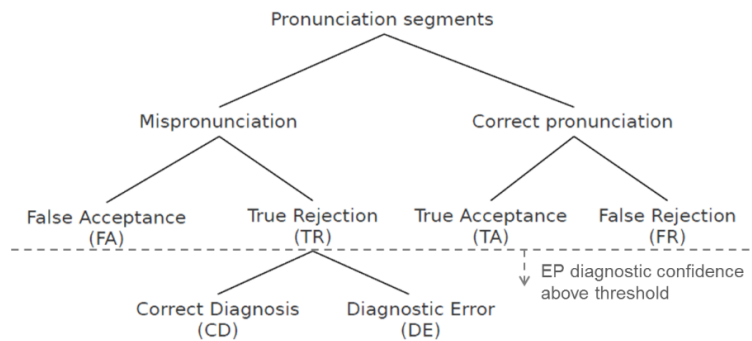 Pronunciation segments
Mispronunciation
Correct pronunciation
False Acceptance
(FA)
True Rejection
(TR)
True Acceptance
(TA)
False Rejection
(FR)
EP diagnostic confidence
above threshold
Correct Diagnosis
(CD)
Diagnostic Error
(DE)